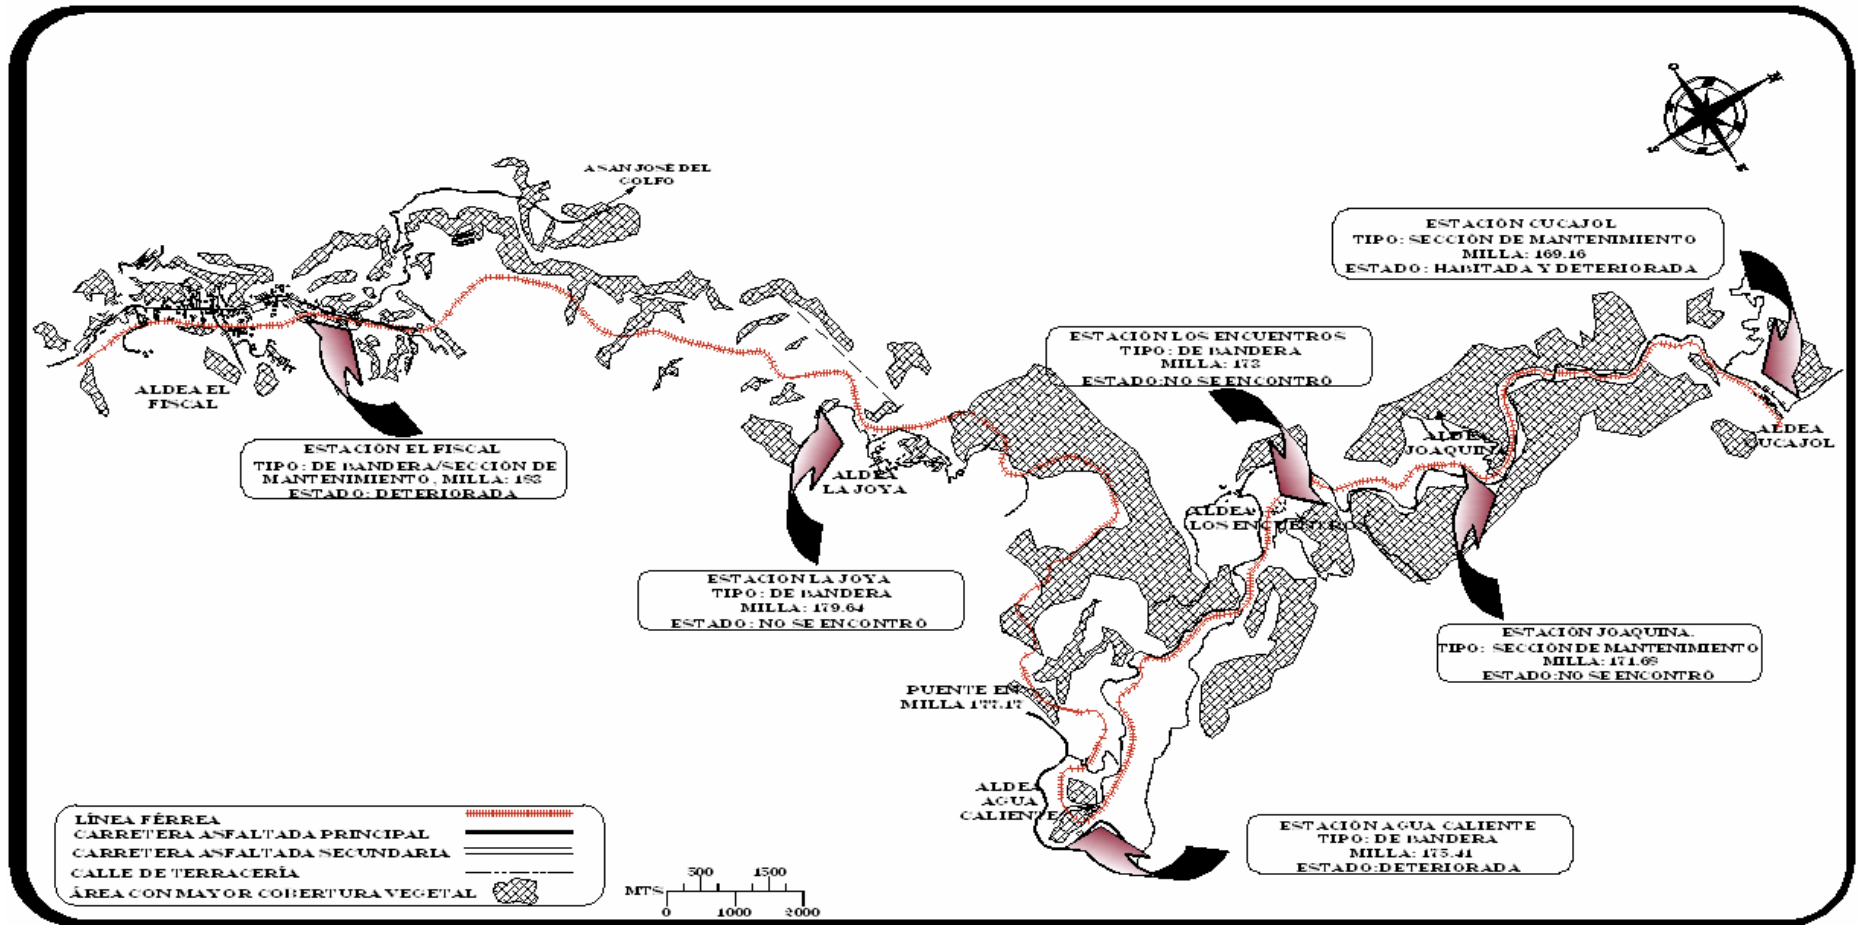 A SAN JOSÉ DEL
GOLFO
ESTACIÓN CUCAJOL
TIPO: SECCIÓN DE MANTENIMIENTO
MILLA: 169.16
ESTADO: HABITADA Y DETERIORADA
ESTACIÓN LOS ENCUENTROS
TIPO: DE BANDERA
MILLA: 173
ESTADO:NO SE ENCONTRÓ
ALDEA EL
FISCAL
ESTACIÓN EL FISCAL
TIPO: DE BANDERA/SECCIÓN DE
MANTENIMIENTO, MILLA: 183
ESTADO: DETERIORADA
ALDEA
LA JOYA
ALDEA
JOAQUINA
ALDEA
CUCAJOL
ALDEA
LOS ENCUENTROS
ESTACIÓN LA JOYA
TIPO: DE BANDERA
MILLA: 179.64
ESTADO: NO SE ENCONTRÓ
ESTACIÓN JOAQUINA.
TIPO: SECCIÓN DE MANTENIMIENTO
MILLA: 171.68
ESTADO:NO SE ENCONTRÓ
PUENTE EN
MILLA 177.17
ALDEA
AGUA
CALIENTE
ESTACIÓN AGUA CALIENTE
TIPO: DE BANDERA
MILLA: 175.41
ESTADO:DETERIORADA
LÍNEA FÉRREA
CARRETERA ASFALTADA PRINCIPAL
CARRETERA ASFALTADA SECUNDARIA
CALLE DE TERRACERÍA
ÁREA CON MAYOR COBERTURA VEGETAL
500 1500
MTS
0 1000 2000